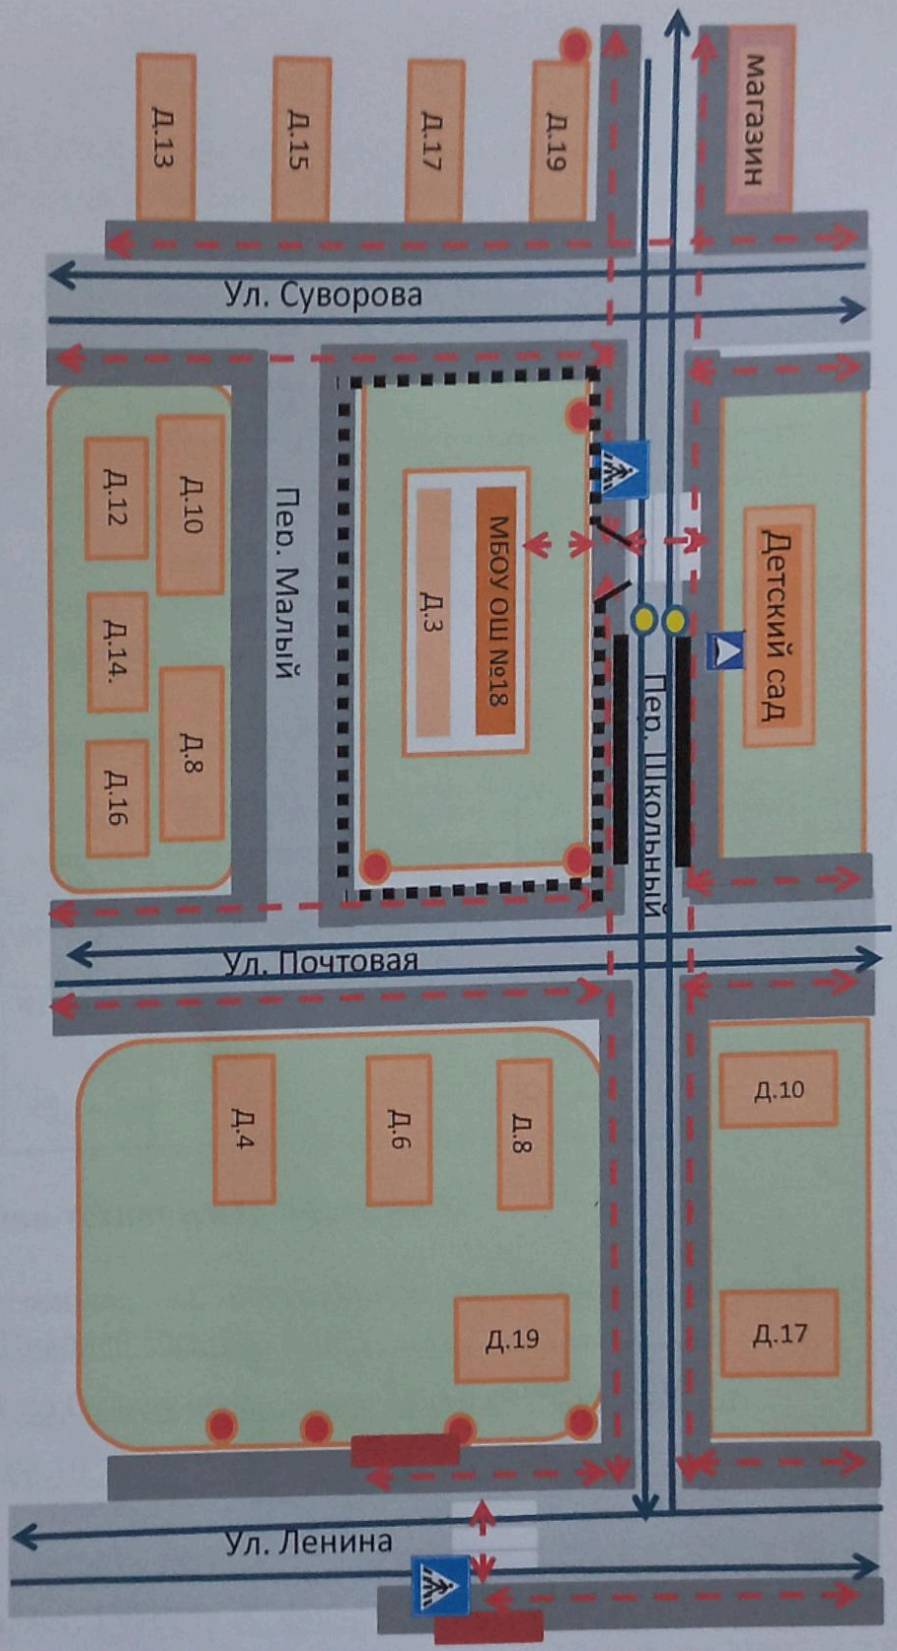 магазин
Д.19
Д.17
Д.15
Д.13
Ул. Суворова
Детский сад
Пер. Школьный
МБОУ ОШ №18
Д.3
Пер. Малый
Д.10
Д.12
Д.14.
Д.8
Д.16
Ул. Почтовая
Д.10
Д.17
Д.8
Д.6
Д.4
Д.19
Ул. Ленина